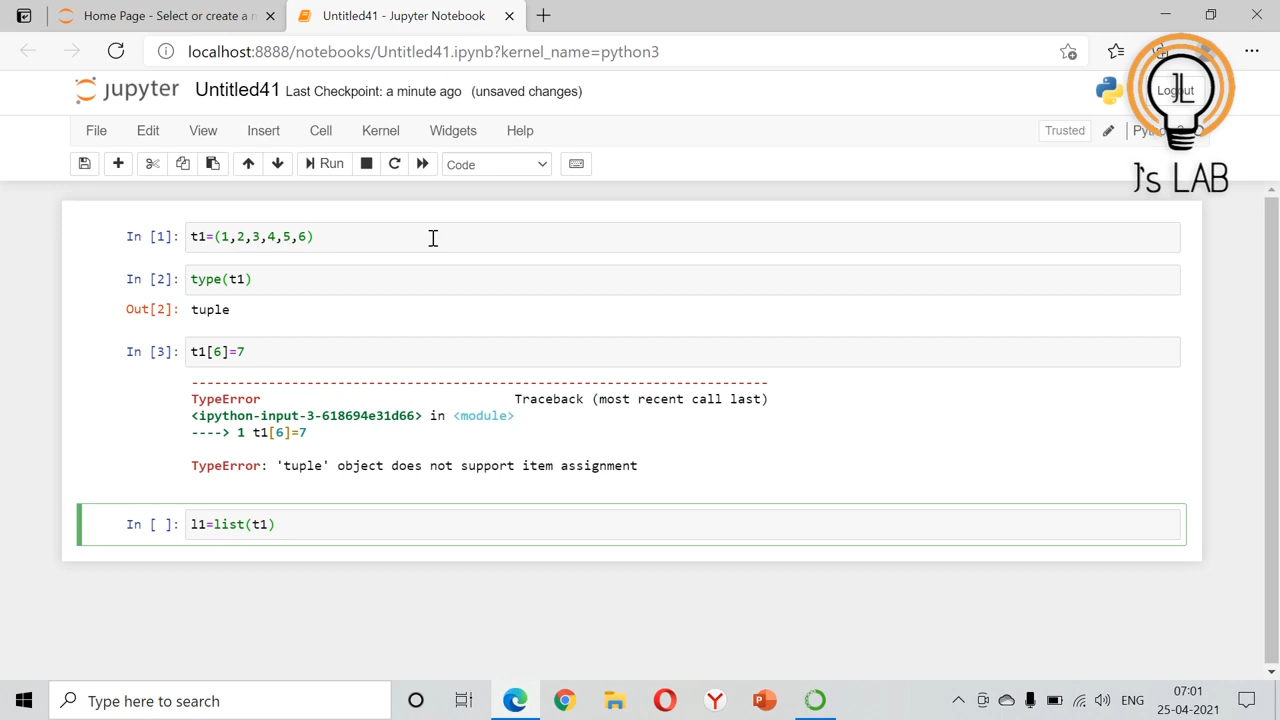 Home Page - Select or create a n
Untitled41 - Jupyter Notebook
localhost:8888/notebooks/Untitled41.ipynb?kernel_name=python3
jupyter Untitled41 Last Checkpoint: a minute ago (unsaved changes)
Logout
JL
J's LAB
File Edit View Insert Cell Kernel Widgets Help
Trusted
Run
Code
In [1]: t1=(1,2,3,4,5,6)
In [2]: type(t1)
Out[2]: tuple
In [3]: t1[6]=7
---------------------------------------------------------------------------
TypeError Traceback (most recent call last)
<ipython-input-3-618694e31d66> in <module>
----> 1 t1[6]=7
TypeError: 'tuple' object does not support item assignment
In [ ]: l1=list(t1)
Type here to search
ENG
07:01
25-04-2021